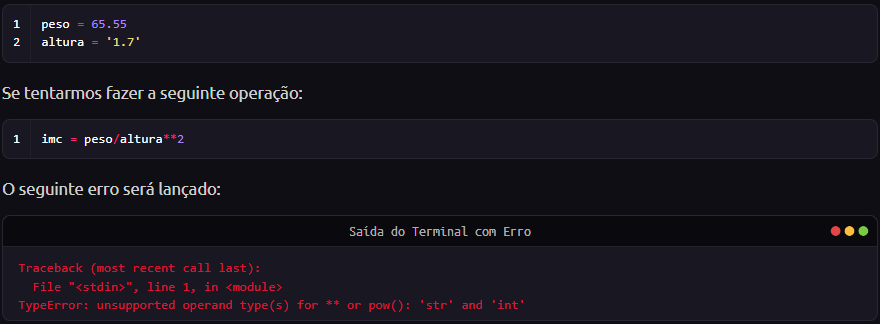 1 peso = 65.55
2 altura = '1.7'
Se tentarmos fazer a seguinte operação:
1 imc = peso/altura**2
O seguinte erro será lançado:
Saída do Terminal com Erro
Traceback (most recent call last):
  File "<stdin>", line 1, in <module>
TypeError: unsupported operand type(s) for ** or pow(): 'str' and 'int'